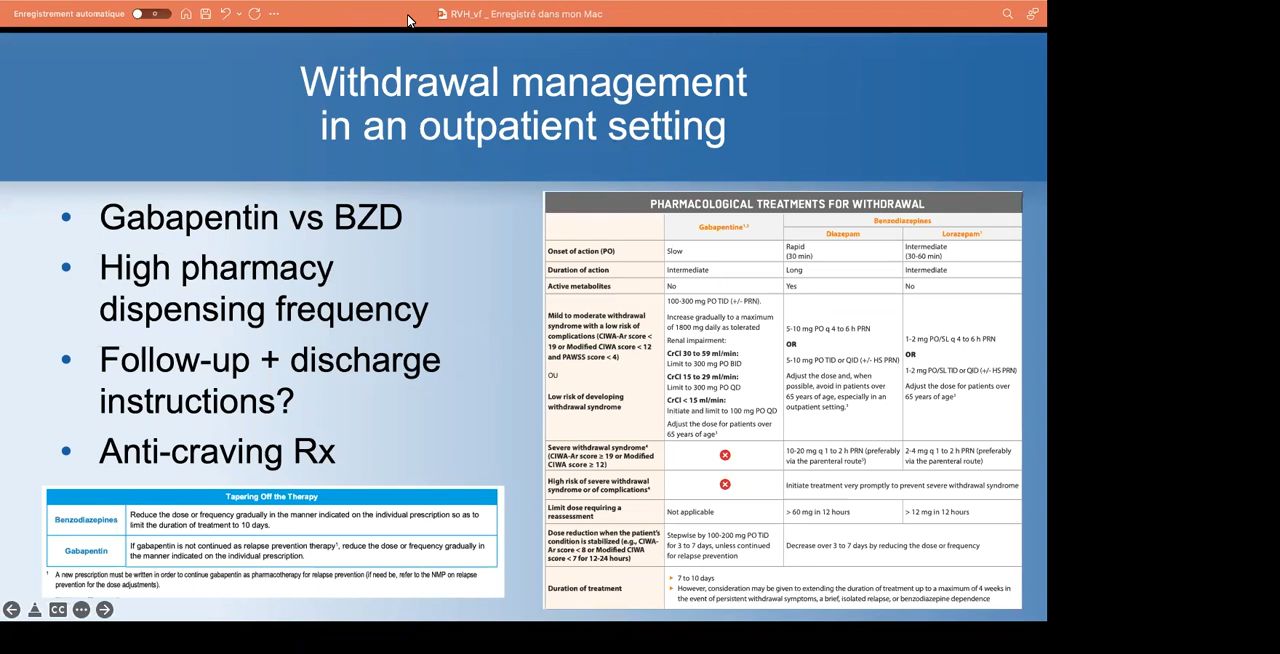 Enregistrement automatique
RVH_vf _ Enregistré dans mon Mac
Withdrawal management
in an outpatient setting
• Gabapentin vs BZD
• High pharmacy
dispensing frequency
• Follow-up + discharge
instructions?
• Anti-craving Rx
Tapering Off the Therapy
Benzodiazepines
Reduce the dose or frequency gradually in the manner indicated on the individual prescription so as to
limit the duration of treatment to 10 days.
Gabapentin
If gabapentin is not continued as relapse prevention therapy¹, reduce the dose or frequency gradually in
the manner indicated on the individual prescription.
¹ A new prescription must be written in order to continue gabapentin as pharmacotherapy for relapse prevention (if need be, refer to the NMP on relapse
prevention for the dose adjustments).
CC
PHARMACOLOGICAL TREATMENTS FOR WITHDRAWAL
Gabapentine¹,²
Benzodiazepines
Diazepam
Lorazepam¹
Onset of action (PO)
Slow
Rapid
(30 min)
Intermediate
(30-60 min)
Duration of action
Intermediate
Long
Intermediate
Active metabolites
No
Yes
No
Mild to moderate withdrawal
syndrome with a low risk of
complications (CIWA-Ar score <
19 or Modified CIWA score < 12
and PAWSS score < 4)
OU
Low risk of developing
withdrawal syndrome
100-300 mg PO TID (+/- PRN).
Increase gradually to a maximum
of 1800 mg daily as tolerated
Renal impairment:
CrCl 30 to 59 ml/min:
Limit to 300 mg PO BID
CrCl 15 to 29 ml/min:
Limit to 300 mg PO QD
CrCl < 15 ml/min:
Initiate and limit to 100 mg PO QD
Adjust the dose for patients over
65 years of age¹
5-10 mg PO q 4 to 6 h PRN
OR
5-10 mg PO TID or QID (+/- HS PRN)
Adjust the dose and, when
possible, avoid in patients over
65 years of age, especially in an
outpatient setting.³
1-2 mg PO/SL q 4 to 6 h PRN
OR
1-2 mg PO/SL TID or QID (+/- HS PRN)
Adjust the dose for patients over
65 years of age³
Severe withdrawal syndrome⁴
(CIWA-Ar score ≥ 19 or Modified
CIWA score ≥ 12)
10-20 mg q 1 to 2 h PRN (preferably
via the parenteral route⁵)
2-4 mg q 1 to 2 h PRN (preferably
via the parenteral route)
High risk of severe withdrawal
syndrome or of complications⁴
Initiate treatment very promptly to prevent severe withdrawal syndrome
Limit dose requiring a
reassessment
Not applicable
> 60 mg in 12 hours
> 12 mg in 12 hours
Dose reduction when the patient's
condition is stabilized (e.g., CIWA-
Ar score < 8 or Modified CIWA
score < 7 for 12-24 hours)
Stepwise by 100-200 mg PO TID
for 3 to 7 days, unless continued
for relapse prevention
Decrease over 3 to 7 days by reducing the dose or frequency
Duration of treatment
▸ 7 to 10 days
▸ However, consideration may be given to extending the duration of treatment up to a maximum of 4 weeks in
the event of persistent withdrawal symptoms, a brief, isolated relapse, or benzodiazepine dependence